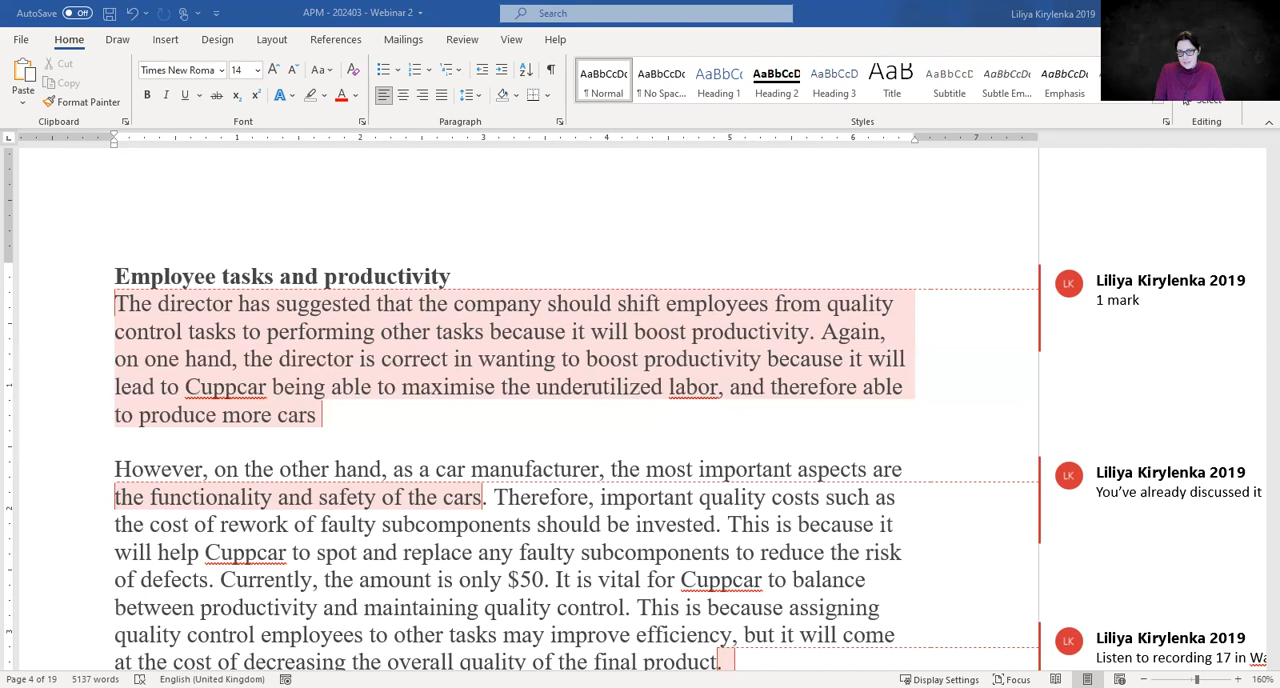 AutoSave Off
APM - 202403 - Webinar 2
Search
Liliya Kirylenka 2019
File Home Draw Insert Design Layout References Mailings Review View Help
Paste
Cut
Copy
Format Painter
Clipboard
Times New Roma 14
Font
Paragraph
AaBbCcDc AaBbCcDc AaBbCc AaBbCcD AaBbCcDc AaB AaBbCcD AaBbCcDc AaBbCcDc
¶ Normal ¶ No Spac... Heading 1 Heading 2 Heading 3 Title Subtitle Subtle Em... Emphasis
Styles
Select
Editing
1 2 3 4 5 6 7
Employee tasks and productivity
The director has suggested that the company should shift employees from quality
control tasks to performing other tasks because it will boost productivity. Again,
on one hand, the director is correct in wanting to boost productivity because it will
lead to Cuppcar being able to maximise the underutilized labor, and therefore able
to produce more cars
However, on the other hand, as a car manufacturer, the most important aspects are
the functionality and safety of the cars. Therefore, important quality costs such as
the cost of rework of faulty subcomponents should be invested. This is because it
will help Cuppcar to spot and replace any faulty subcomponents to reduce the risk
of defects. Currently, the amount is only $50. It is vital for Cuppcar to balance
between productivity and maintaining quality control. This is because assigning
quality control employees to other tasks may improve efficiency, but it will come
at the cost of decreasing the overall quality of the final product.
LK
Liliya Kirylenka 2019
1 mark
LK
Liliya Kirylenka 2019
You've already discussed it
LK
Liliya Kirylenka 2019
Listen to recording 17 in Wa
Page 4 of 19 5137 words English (United Kingdom) Display Settings Focus 160%